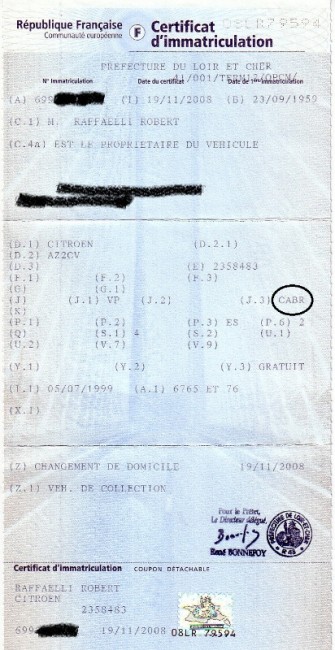 08LR79594
République Française
Communauté européenne
F
Certificat
d'immatriculation
PREFECTURE DU LOIR ET CHER
N° Immatriculation Date du certificat Date de 1ère immatriculation
(A) 699 (I) 19/11/2008 (B) 23/09/1959
(C.1) M. RAFFAELLI ROBERT
(C.4a) EST LE PROPRIETAIRE DU VEHICULE
(D.1) CITROEN (D.2.1)
(D.2) AZ2CV
(D.3) (E) 2358483
(F.1) (F.2) (F.3)
(G) (G.1)
(J) (J.1) VP (J.2) (J.3) CABR
(K)
(P.1) (P.2) (P.3) ES (P.6) 2
(Q) (S.1) 4 (S.2) (U.1)
(U.2) (V.7) (V.9)
(Y.1) (Y.2) (Y.3) GRATUIT
(I.1) 05/07/1999 (A.1) 6765 ET 76
(X.1)
(Z) CHANGEMENT DE DOMICILE 19/11/2008
(Z.1) VEH. DE COLLECTION
Pour le Préfet,
Le Directeur délégué,
René BONNEFOY
Certificat d'immatriculation COUPON DÉTACHABLE
RAFFAELLI ROBERT
CITROEN
2358483
699 19/11/2008 08LR 79594